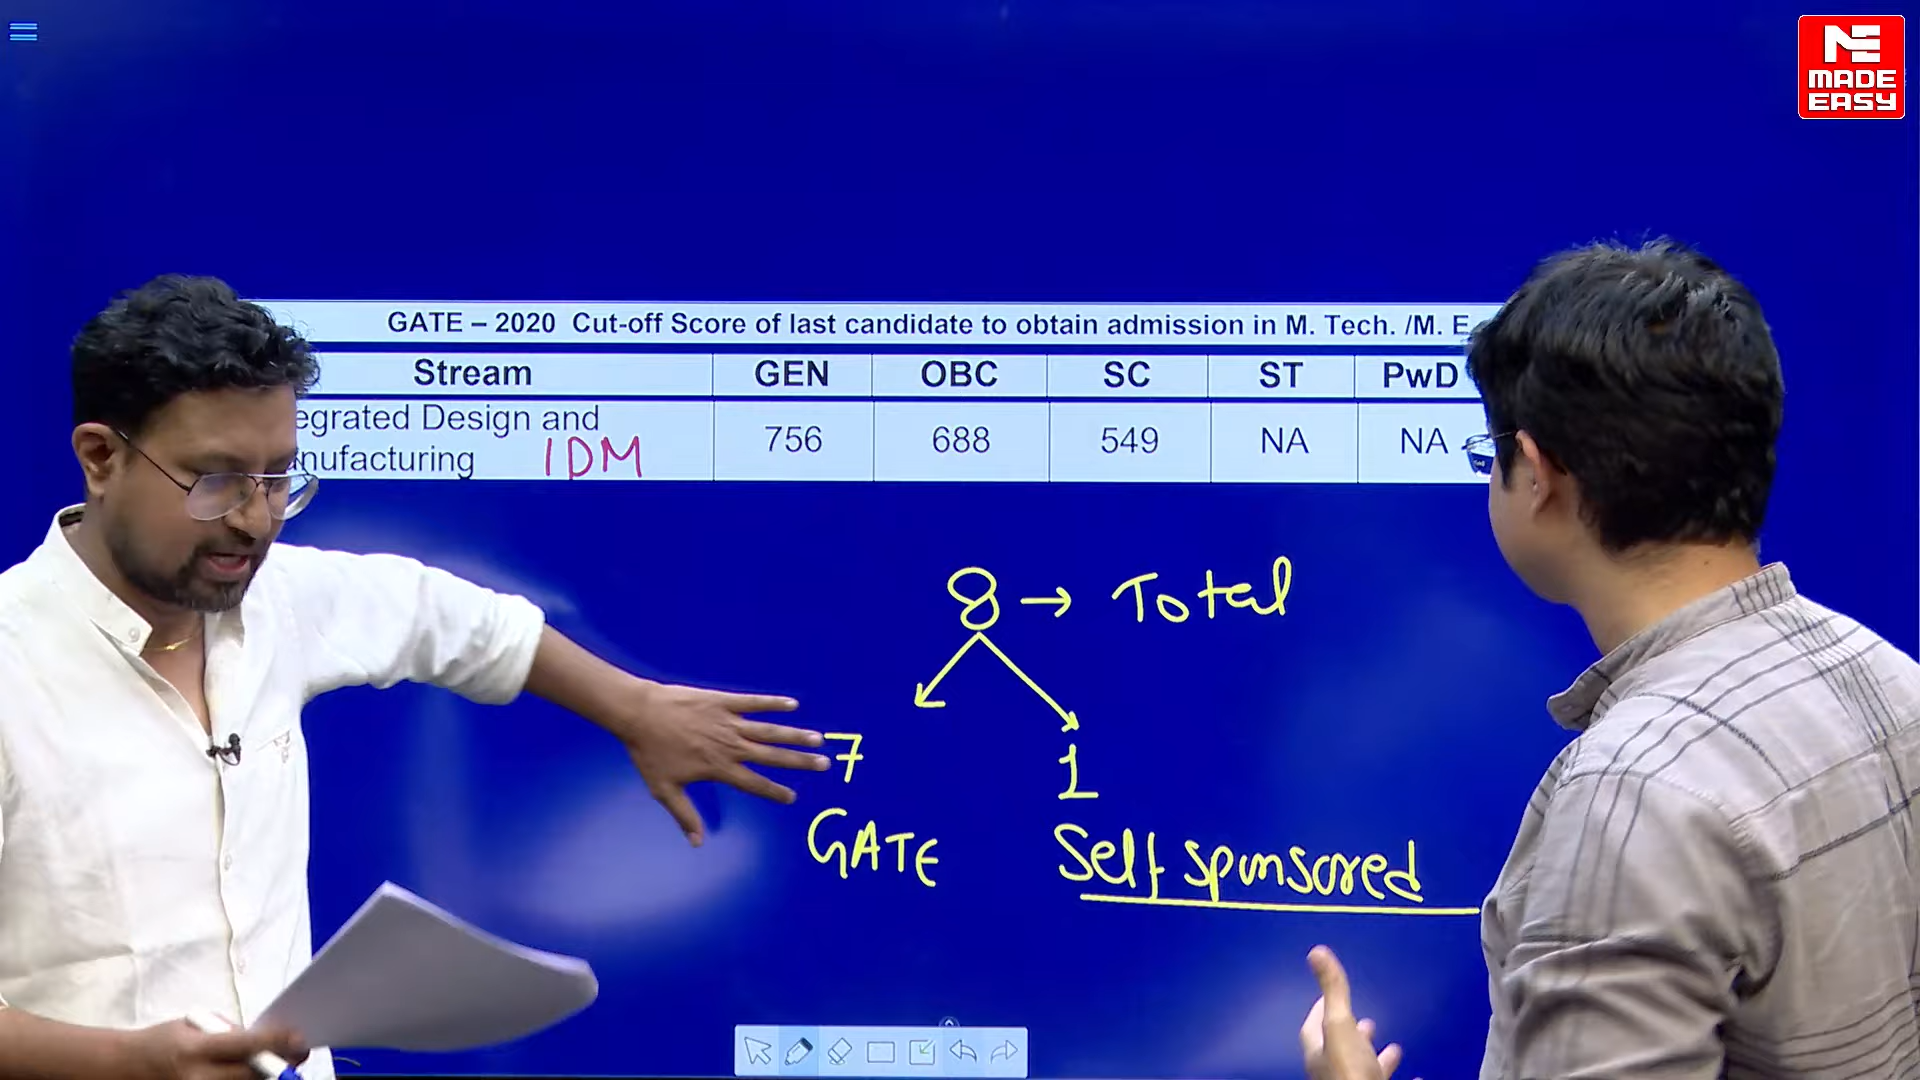 MADE
EASY
GATE – 2020 Cut-off Score of last candidate to obtain admission in M. Tech. /M. E
Stream GEN OBC SC ST PwD
egrated Design and
nufacturing IDM 756 688 549 NA NA
8 → Total
7 1
GATE Self sponsored